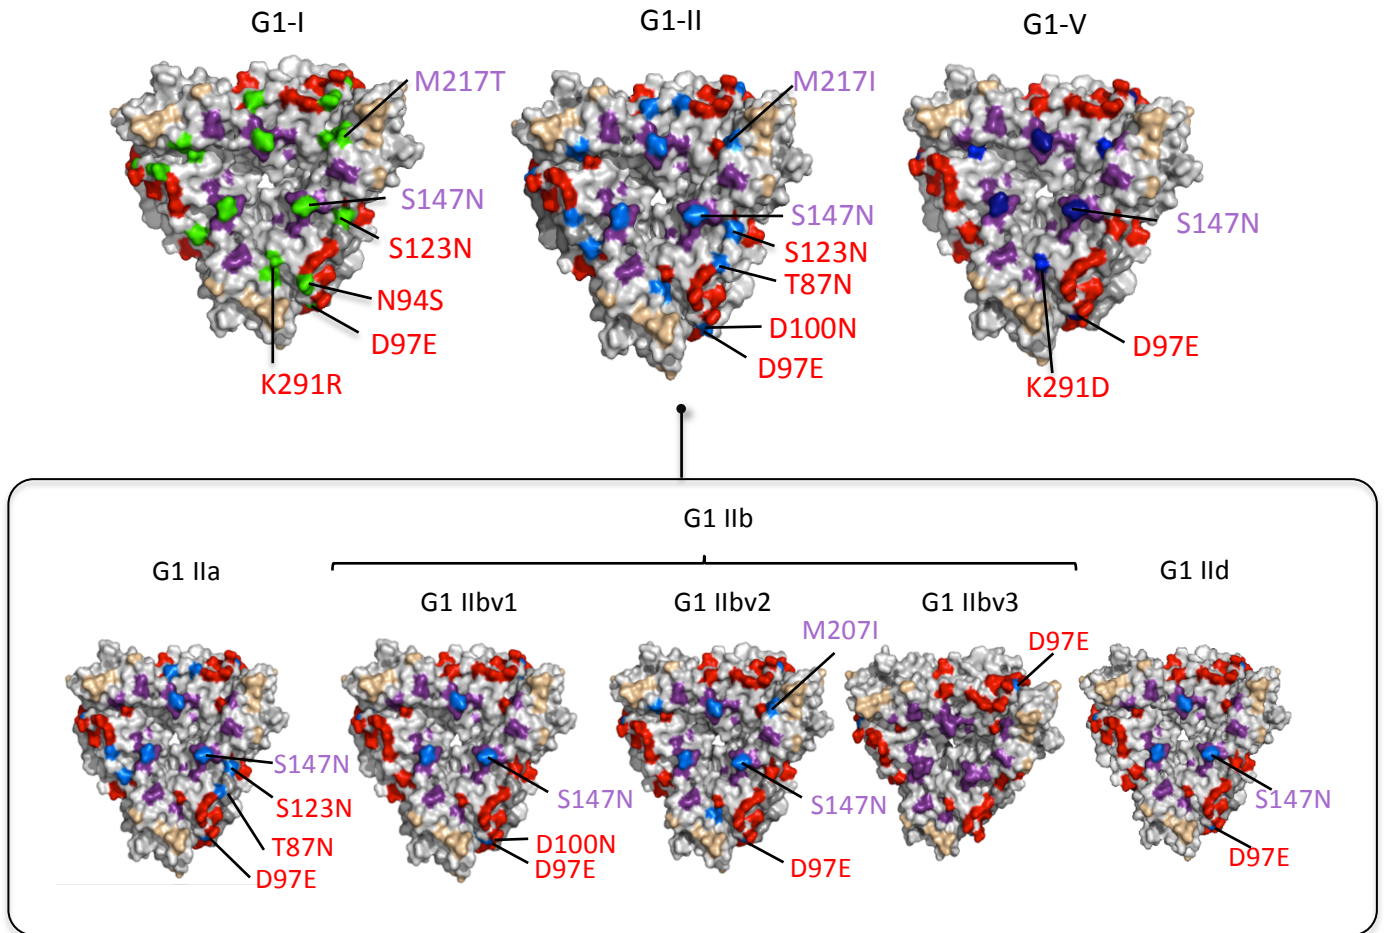 G1-I
G1-II
G1-V
M217T
S147N
S123N
N94S
D97E
K291R
M217I
S147N
S123N
T87N
D100N
D97E
S147N
D97E
K291D
G1 IIb
G1 IIa
G1 IIbv1
G1 IIbv2
G1 IIbv3
G1 IId
S147N
S123N
T87N
D97E
S147N
D100N
D97E
M207I
S147N
D97E
D97E
S147N
D97E